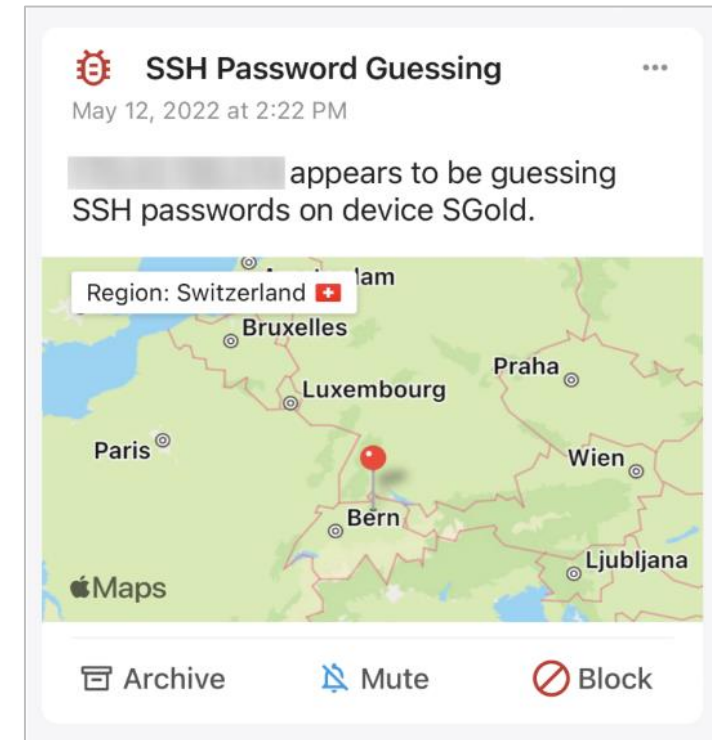 SSH Password Guessing
May 12, 2022 at 2:22 PM
appears to be guessing
SSH passwords on device SGold.
Region: Switzerland
Bruxelles
Luxembourg
Praha
Paris
Wien
Bern
Ljubljana
Maps
Archive
Mute
Block